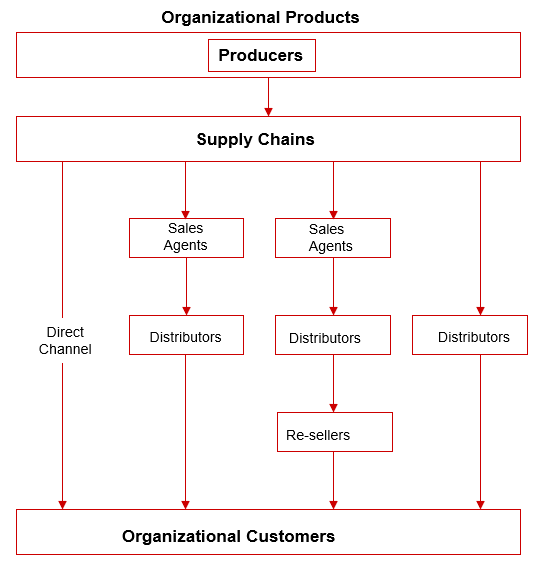 Organizational Products
Producers
Supply Chains
Sales
Agents
Sales
Agents
Direct
Channel
Distributors
Distributors
Distributors
Re-sellers
Organizational Customers